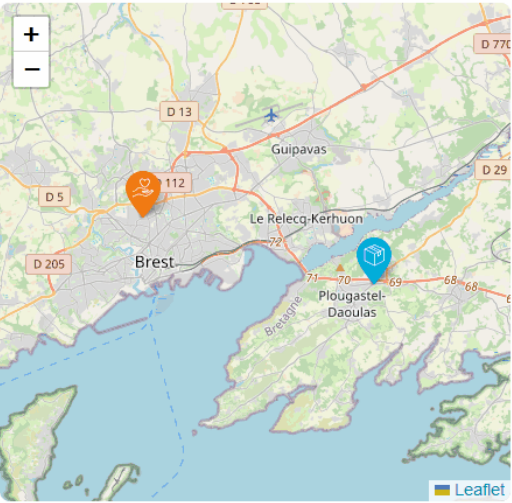 +
D 770
−
D 13
Guipavas
112
D 29
D 5
Le Relecq-Kerhuon
72
Brest
D 205
71
70
69
68
68
Plougastel-
Daoulas
Bretagne
Leaflet